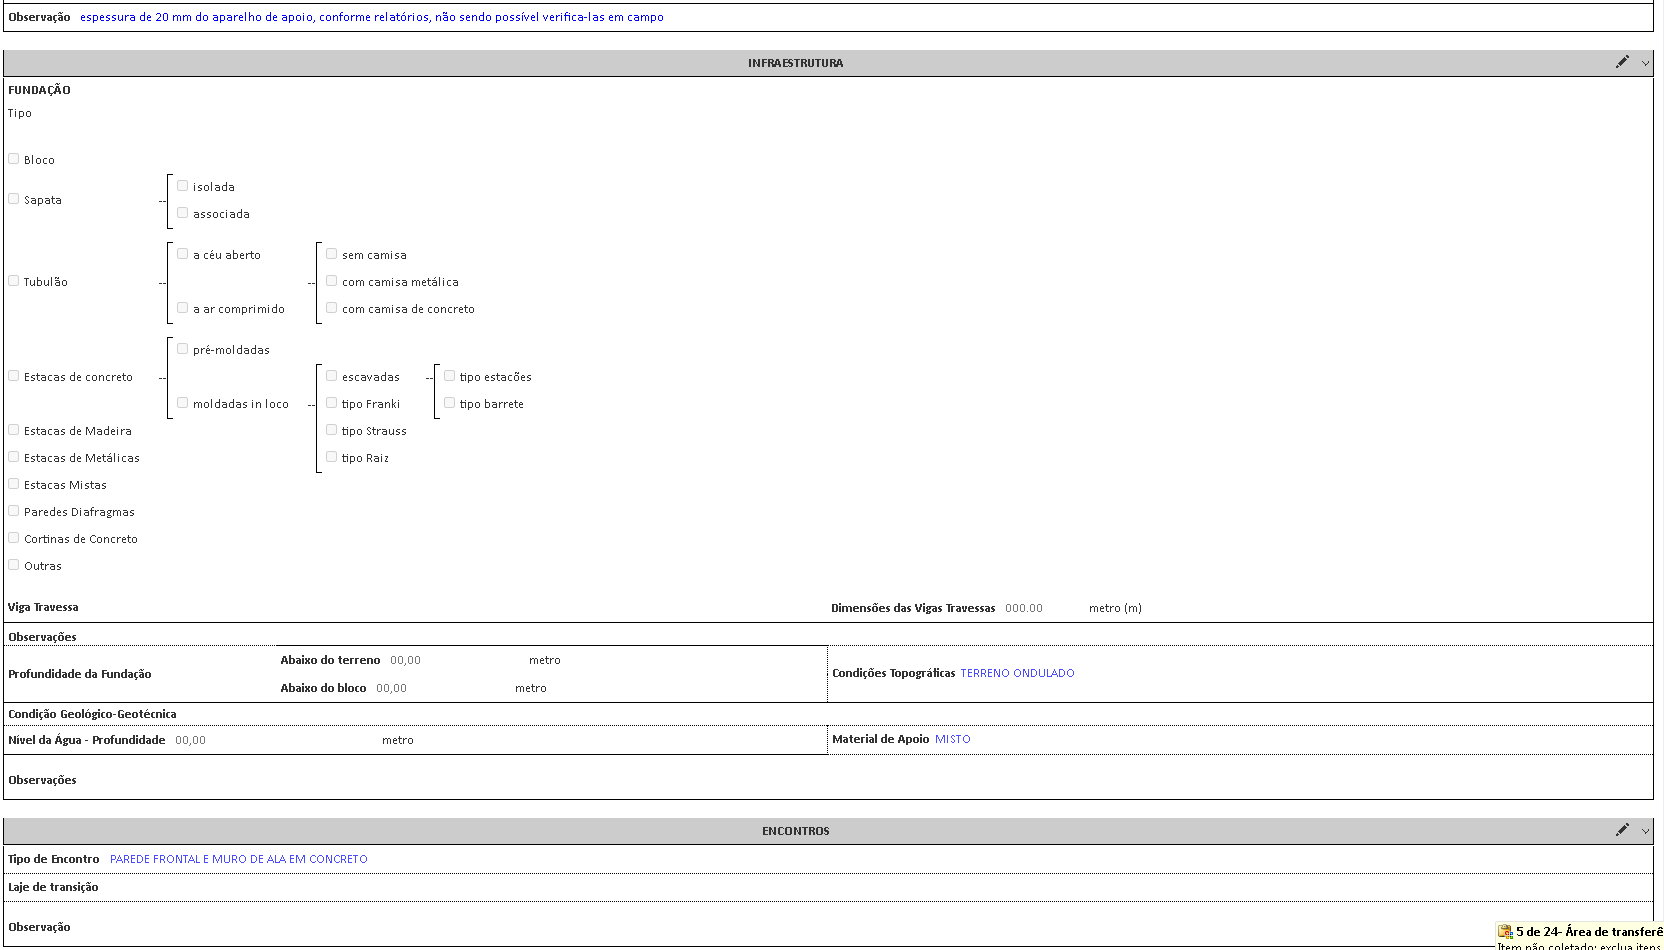 Observação espessura de 20 mm do aparelho de apoio, conforme relatórios, não sendo possível verifica-las em campo
INFRAESTRUTURA
FUNDAÇÃO
Tipo
Bloco
Sapata -- isolada
associada
Tubulão -- a céu aberto -- sem camisa
com camisa metálica
a ar comprimido com camisa de concreto
pré-moldadas
Estacas de concreto -- escavadas -- tipo estacões
moldadas in loco -- tipo Franki tipo barrete
Estacas de Madeira tipo Strauss
Estacas de Metálicas tipo Raiz
Estacas Mistas
Paredes Diafragmas
Cortinas de Concreto
Outras
Viga Travessa Dimensões das Vigas Travessas 000.00 metro (m)
Observações
Profundidade da Fundação Abaixo do terreno 00,00 metro
Abaixo do bloco 00,00 metro
Condições Topográficas TERRENO ONDULADO
Condição Geológico-Geotécnica
Nível da Água - Profundidade 00,00 metro Material de Apoio MISTO
Observações
ENCONTROS
Tipo de Encontro PAREDE FRONTAL E MURO DE ALA EM CONCRETO
Laje de transição
Observação
5 de 24- Área de transferê
Item não coletado: exclua itens